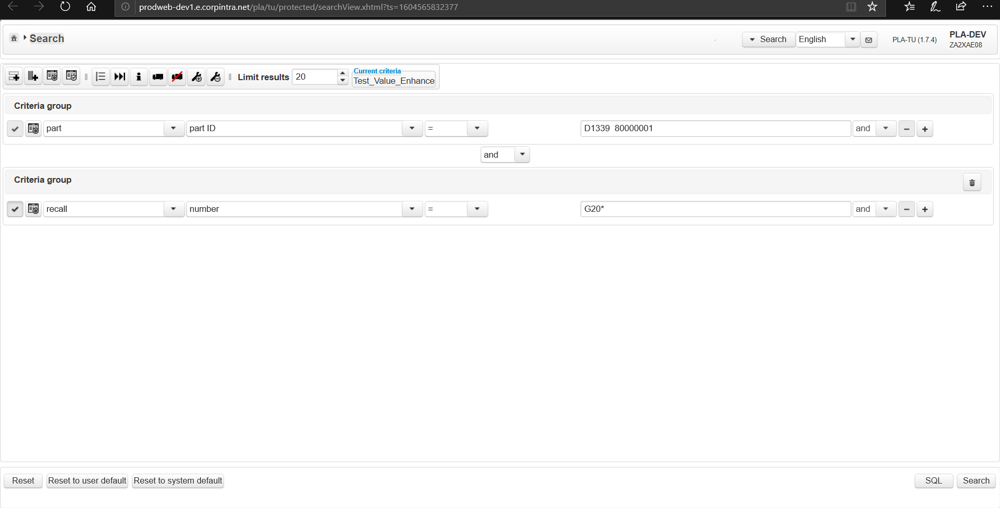 prodweb-dev1.e.corpintra.net/pla/tu/protected/searchView.xhtml?ts=1604565832377
Search
Search
English
PLA-TU (1.7.4)
PLA-DEV
ZA2XAE08
Limit results
20
Current criteria
Test_Value_Enhance
Criteria group
part
part ID
=
D1339  80000001
and
and
Criteria group
recall
number
=
G20*
and
Reset
Reset to user default
Reset to system default
SQL
Search